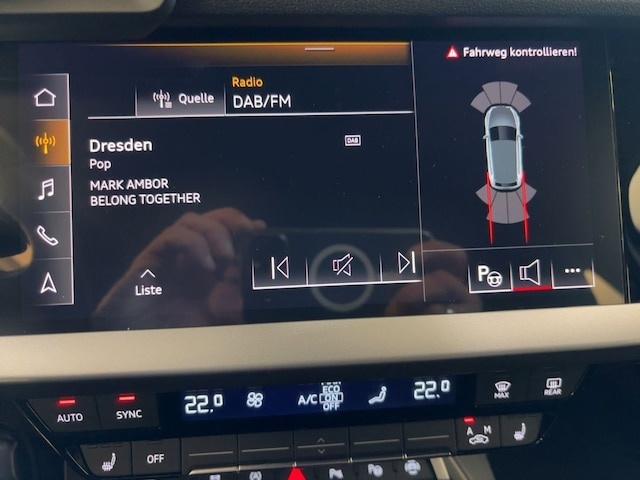 Fahrweg kontrollieren!
Radio
Quelle
DAB/FM
Dresden
DAB
Pop
MARK AMBOR
BELONG TOGETHER
Liste
P
22.0
A/C
ECO
ON
OFF
22.0
MAX
REAR
AUTO
SYNC
A M
OFF